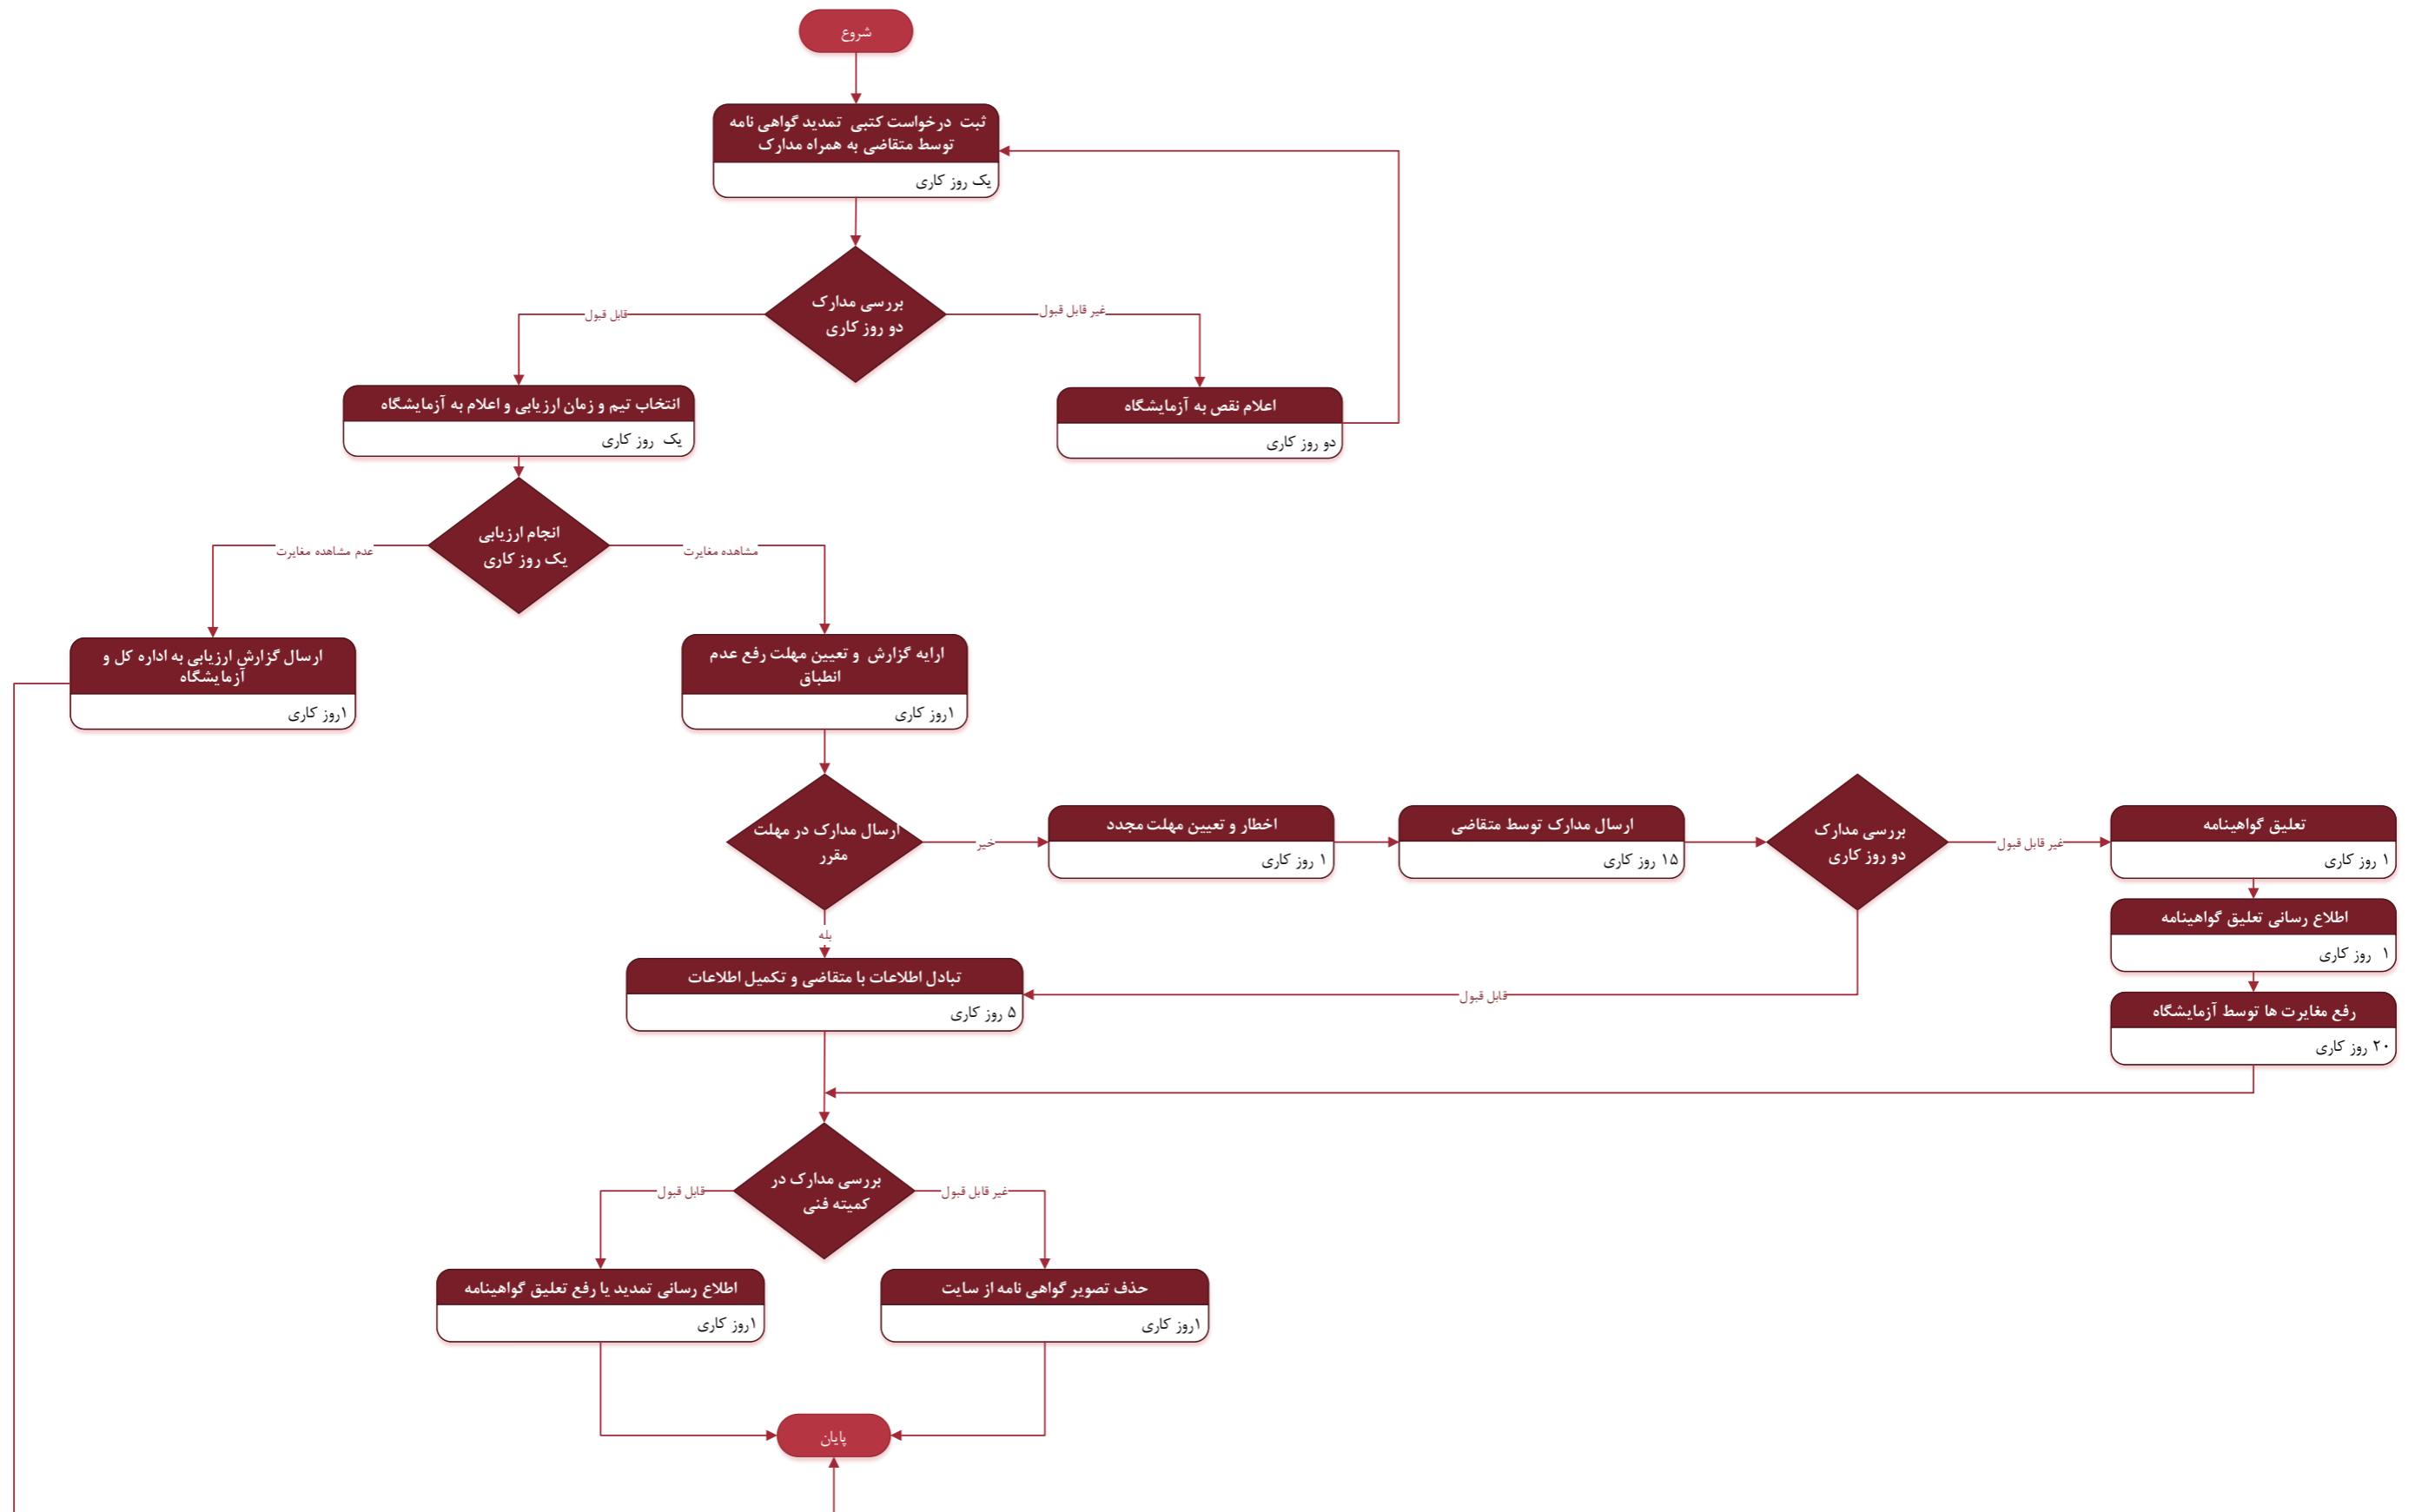 شروع
ثبت درخواست کتبی تمدید گواهی نامه
توسط متقاضی به همراه مدارک
یک روز کاری
بررسی مدارک
دو روز کاری
غیر قابل قبول
قابل قبول
اعلام نقص به آزمایشگاه
دو روز کاری
انتخاب تیم و زمان ارزیابی و اعلام به آزمایشگاه
یک روز کاری
انجام ارزیابی
یک روز کاری
مشاهده مغایرت
عدم مشاهده مغایرت
ارایه گزارش و تعیین مهلت رفع عدم
انطباق
۱روز کاری
ارسال گزارش ارزیابی به اداره کل و
آزمایشگاه
۱روز کاری
ارسال مدارک در مهلت
مقرر
خیر
اخطار و تعیین مهلت مجدد
۱ روز کاری
ارسال مدارک توسط متقاضی
۱۵ روز کاری
بررسی مدارک
دو روز کاری
غیر قابل قبول
تعلیق گواهینامه
۱ روز کاری
اطلاع رسانی تعلیق گواهینامه
۱ روز کاری
رفع مغایرت ها توسط آزمایشگاه
۲۰ روز کاری
بله
قابل قبول
تبادل اطلاعات با متقاضی و تکمیل اطلاعات
۵ روز کاری
بررسی مدارک در
کمیته فنی
غیر قابل قبول
قابل قبول
حذف تصویر گواهی نامه از سایت
۱روز کاری
اطلاع رسانی تمدید یا رفع تعلیق گواهینامه
۱روز کاری
پایان